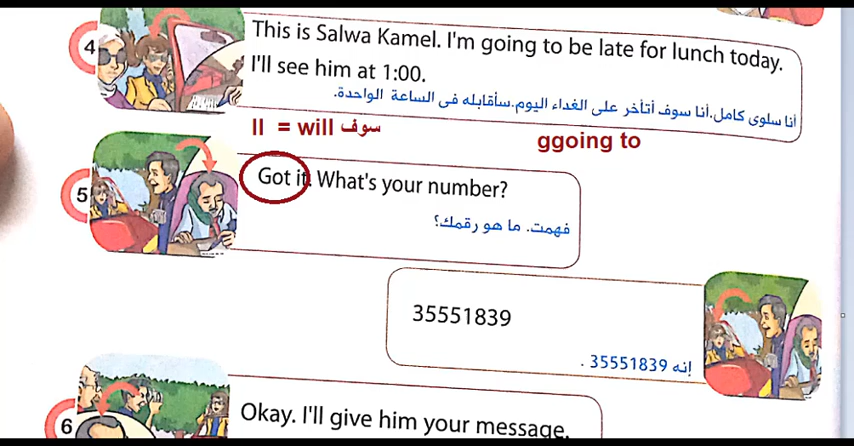 4
This is Salwa Kamel. I'm going to be late for lunch today.
I'll see him at 1:00.
أنا سلوى كامل.أنا سوف أتأخر على الغداء اليوم.سأقابله فى الساعة الواحدة.
ll = will سوف
ggoing to
5
Got it. What's your number?
فهمت. ما هو رقمك؟
35551839
إنه 35551839 .
6
Okay. I'll give him your message.